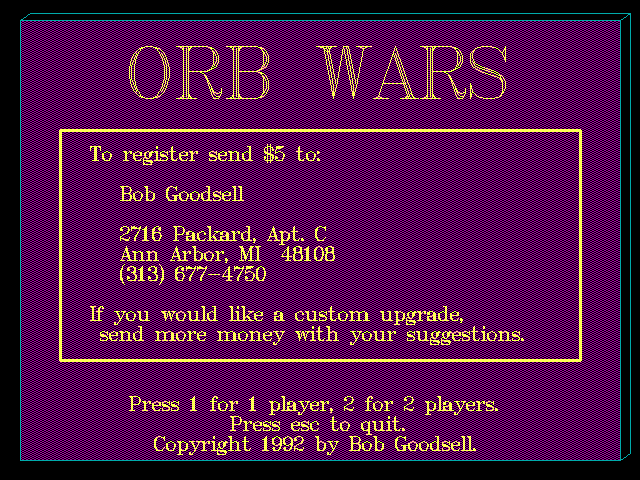 ORB WARS
To register send $5 to:
Bob Goodsell
2716 Packard, Apt. C
Ann Arbor, MI 48108
(313) 677-4750
If you would like a custom upgrade,
send more money with your suggestions.
Press 1 for 1 player, 2 for 2 players.
Press esc to quit.
Copyright 1992 by Bob Goodsell.